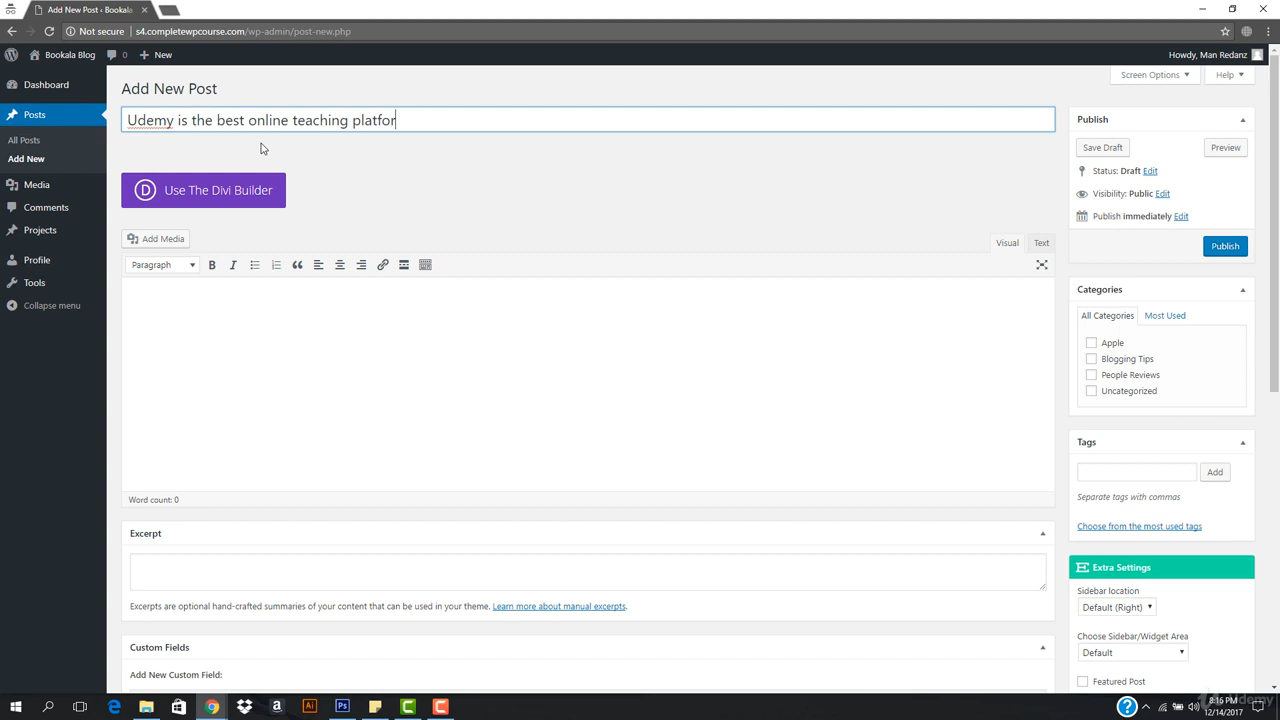 Add New Post ‹ Bookala
Not secure
s4.completewpcourse.com/wp-admin/post-new.php
Bookala Blog
0
New
Howdy, Man Redanz
Dashboard
Posts
All Posts
Add New
Media
Comments
Projects
Profile
Tools
Collapse menu
Screen Options
Help
Add New Post
Udemy is the best online teaching platfor
D Use The Divi Builder
Add Media
Visual
Text
Paragraph
B
I
Word count: 0
Excerpt
Excerpts are optional hand-crafted summaries of your content that can be used in your theme. Learn more about manual excerpts.
Custom Fields
Add New Custom Field:
Publish
Save Draft
Preview
Status: Draft Edit
Visibility: Public Edit
Publish immediately Edit
Publish
Categories
All Categories
Most Used
Apple
Blogging Tips
People Reviews
Uncategorized
Tags
Add
Separate tags with commas
Choose from the most used tags
Extra Settings
Sidebar location
Default (Right)
Choose Sidebar/Widget Area
Default
Featured Post
8:16 PM
12/14/2017